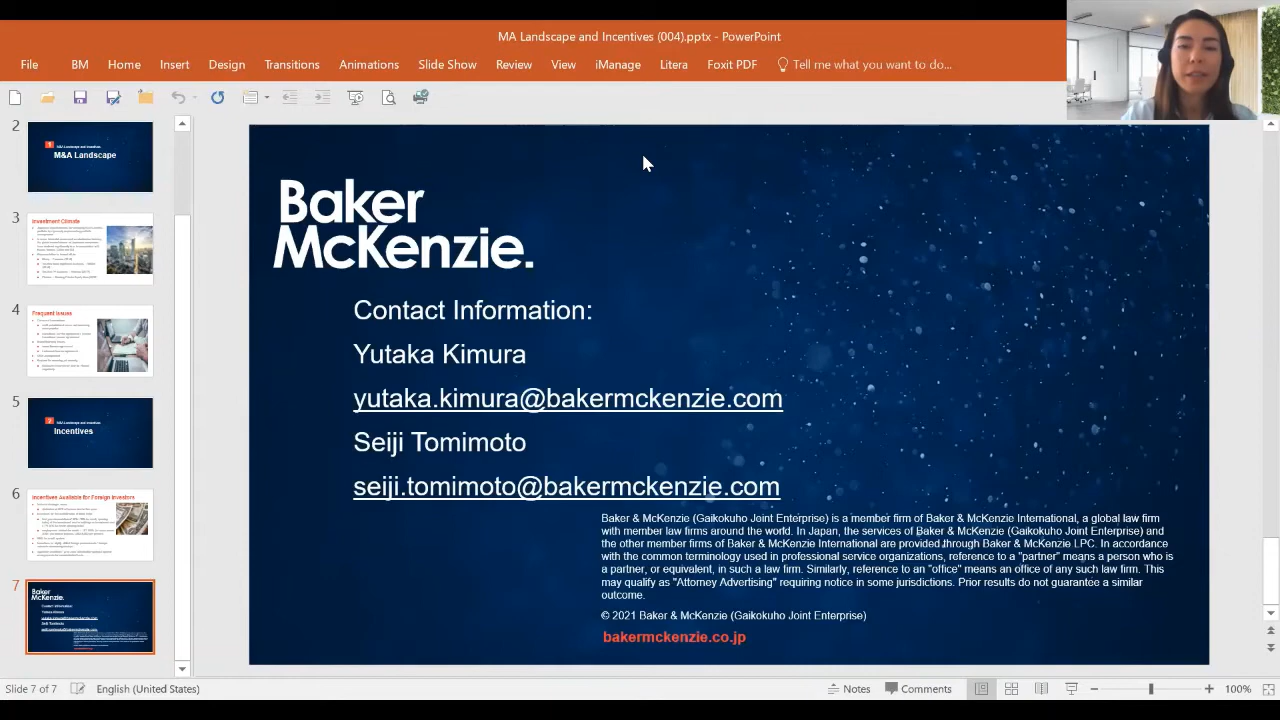 MA Landscape and Incentives (004).pptx - PowerPoint
File BM Home Insert Design Transitions Animations Slide Show Review View iManage Litera Foxit PDF Tell me what you want to do...
2
M&A Landscape
3
Investment Climate
4
Frequent Issues
5
Incentives
6
Incentives Available for Foreign Investors
7
Baker
McKenzie.
Contact Information:
Yutaka Kimura
yutaka.kimura@bakermckenzie.com
Seiji Tomimoto
seiji.tomimoto@bakermckenzie.com
Baker & McKenzie (Gaikokuho Joint Enterprise) is a member firm of Baker & McKenzie International, a global law firm
with member law firms around the world. In Japan, the services of Baker & McKenzie (Gaikokuho Joint Enterprise) and
the other member firms of Baker & McKenzie International are provided through Baker & McKenzie LPC. In accordance
with the common terminology used in professional service organizations, reference to a "partner" means a person who is
a partner, or equivalent, in such a law firm. Similarly, reference to an "office" means an office of any such law firm. This
may qualify as "Attorney Advertising" requiring notice in some jurisdictions. Prior results do not guarantee a similar
outcome.
© 2021 Baker & McKenzie (Gaikokuho Joint Enterprise)
bakermckenzie.co.jp
Slide 7 of 7 English (United States) Notes Comments 100%